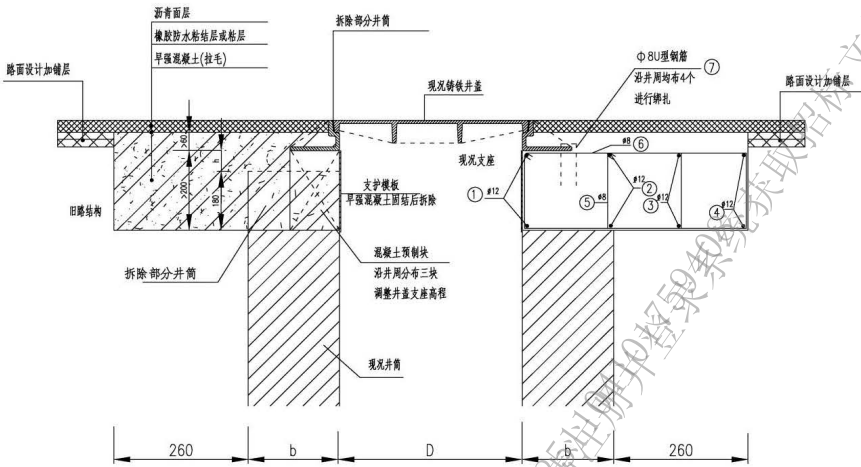 沥青面层
橡胶防水粘结层或粘层
早强混凝土(拉毛)
路面设计加铺层
拆除部分井筒
现况铸铁井盖
Φ8U型钢筋
沿井周均布4个
进行绑扎
⑦
路面设计加铺层
>60
h
>200
180
旧路结构
支护模板
早强混凝土固结后拆除
现况支座
ø8 ⑥
① ø12
⑤ ø8
ø12
②
③ ø12
④ ø12
拆除部分井筒
混凝土预制块
沿井周分布三块
调整井盖支座高程
现况井筒
260 b D b 260